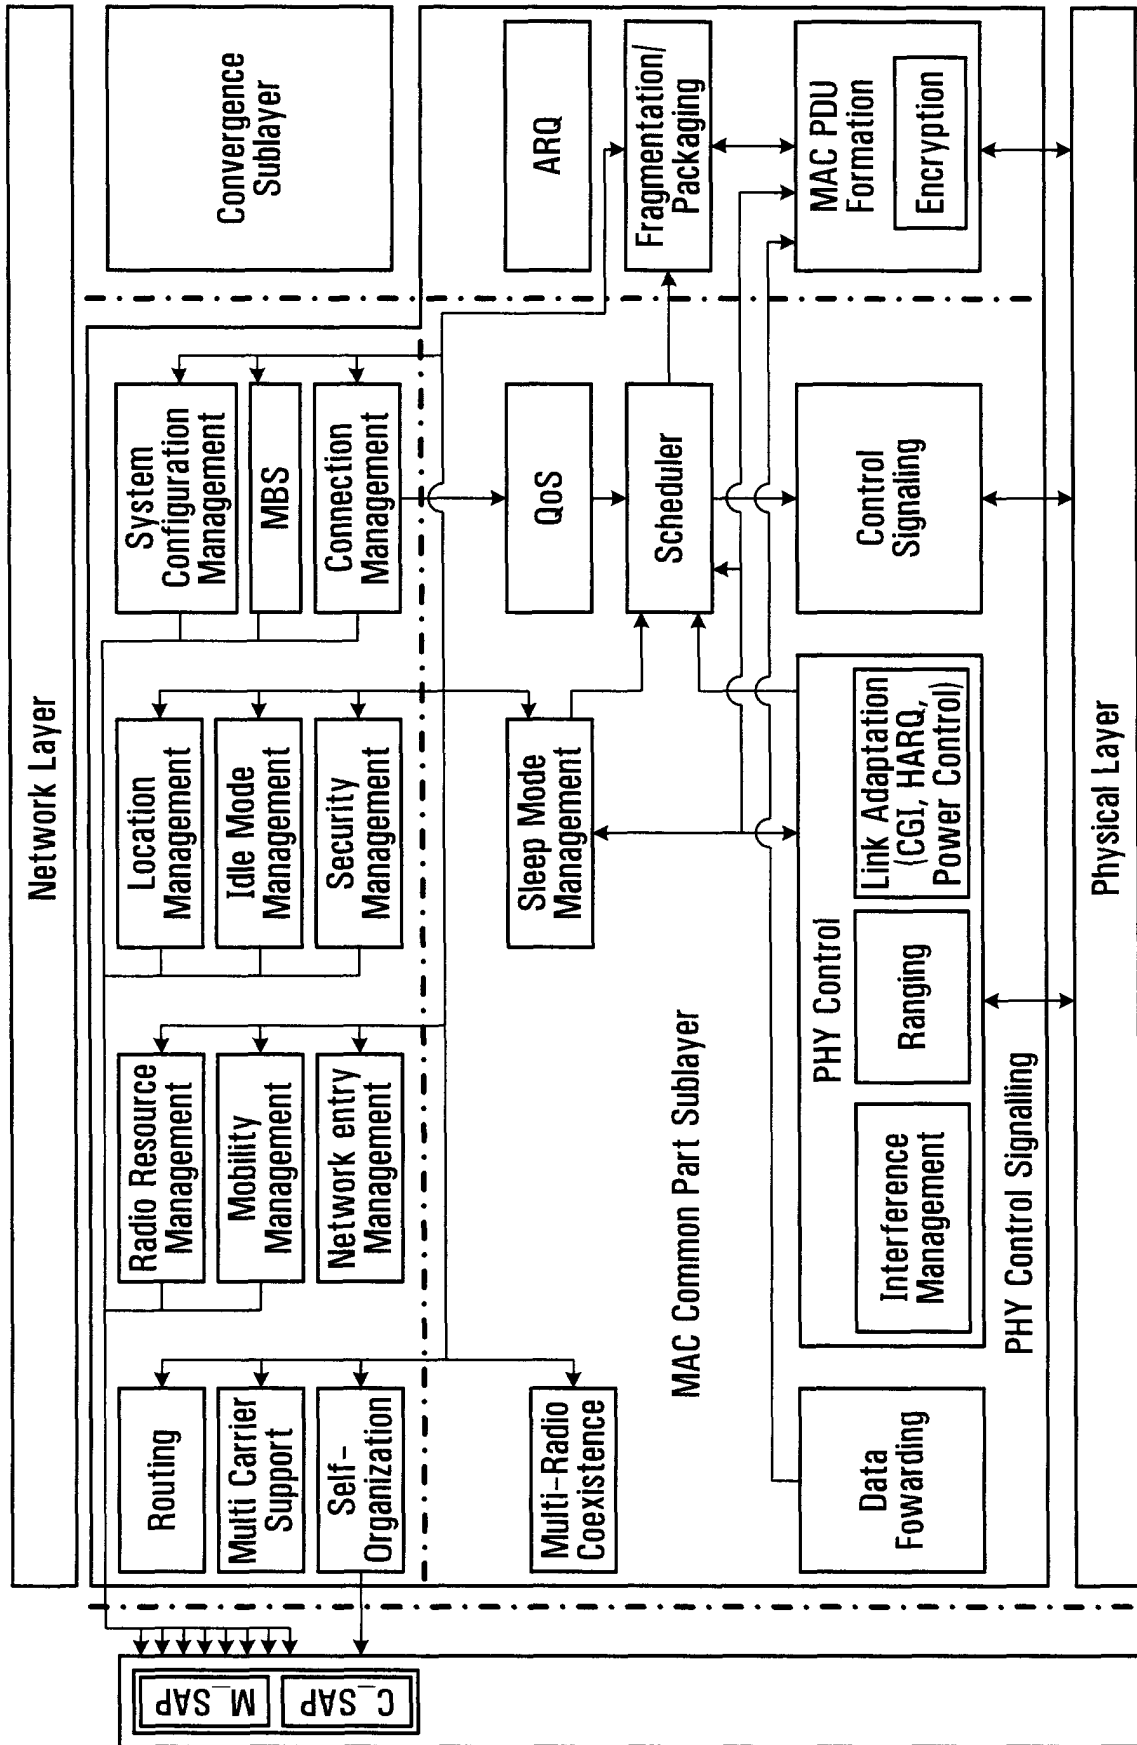 Network Layer
Routing
Multi Carrier
Support
Self-
Organization
Radio Resource
Management
Mobility
Management
Network entry
Management
Location
Management
Idle Mode
Management
Security
Management
System
Configuration
Management
MBS
Connection
Management
Convergence
Sublayer
M_SAP
C_SAP
Multi-Radio
Coexistence
MAC Common Part Sublayer
Sleep Mode
Management
QoS
Scheduler
ARQ
Fragmentation/
Packaging
Data
Fowarding
PHY Control
Interference
Management
Ranging
Link Adaptation
(CGI, HARQ,
Power Control)
Control
Signaling
MAC PDU
Formation
Encryption
PHY Control Signalling
Physical Layer